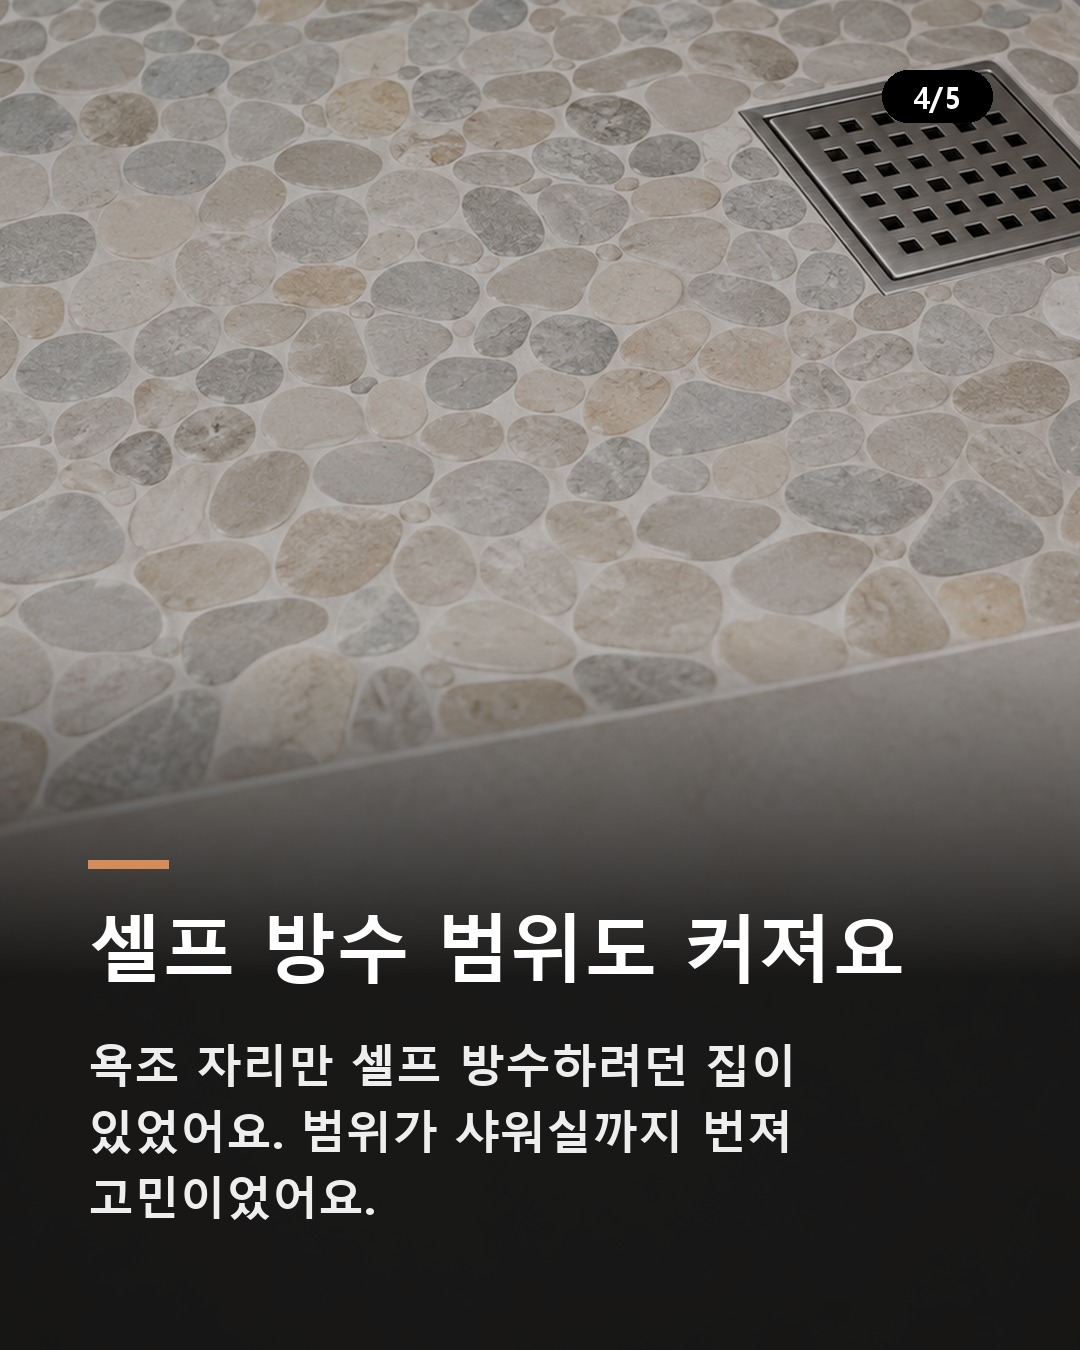 4/5
셀프 방수 범위도 커져요
욕조 자리만 셀프 방수하려던 집이
있었어요. 범위가 샤워실까지 번져
고민이었어요.